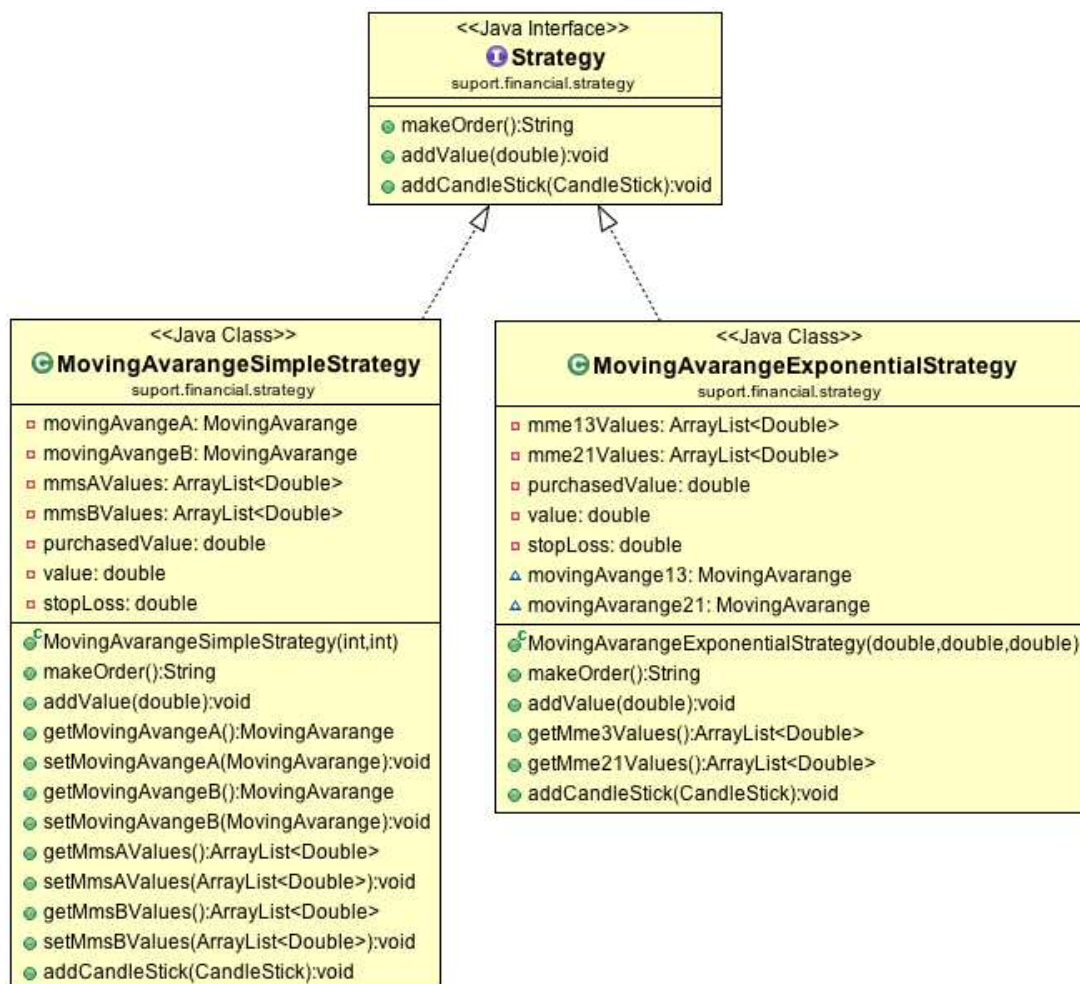 <<Java Interface>>
Strategy
suport.financial.strategy
makeOrder():String
addValue(double):void
addCandleStick(CandleStick):void
<<Java Class>>
MovingAvarangeSimpleStrategy
suport.financial.strategy
movingAvangeA: MovingAvarange
movingAvangeB: MovingAvarange
mmsAValues: ArrayList<Double>
mmsBValues: ArrayList<Double>
purchasedValue: double
value: double
stopLoss: double
MovingAvarangeSimpleStrategy(int,int)
makeOrder():String
addValue(double):void
getMovingAvangeA():MovingAvarange
setMovingAvangeA(MovingAvarange):void
getMovingAvangeB():MovingAvarange
setMovingAvangeB(MovingAvarange):void
getMmsAValues():ArrayList<Double>
setMmsAValues(ArrayList<Double>):void
getMmsBValues():ArrayList<Double>
setMmsBValues(ArrayList<Double>):void
addCandleStick(CandleStick):void
<<Java Class>>
MovingAvarangeExponentialStrategy
suport.financial.strategy
mme13Values: ArrayList<Double>
mme21Values: ArrayList<Double>
purchasedValue: double
value: double
stopLoss: double
movingAvange13: MovingAvarange
movingAvarange21: MovingAvarange
MovingAvarangeExponentialStrategy(double,double,double)
makeOrder():String
addValue(double):void
getMme3Values():ArrayList<Double>
getMme21Values():ArrayList<Double>
addCandleStick(CandleStick):void